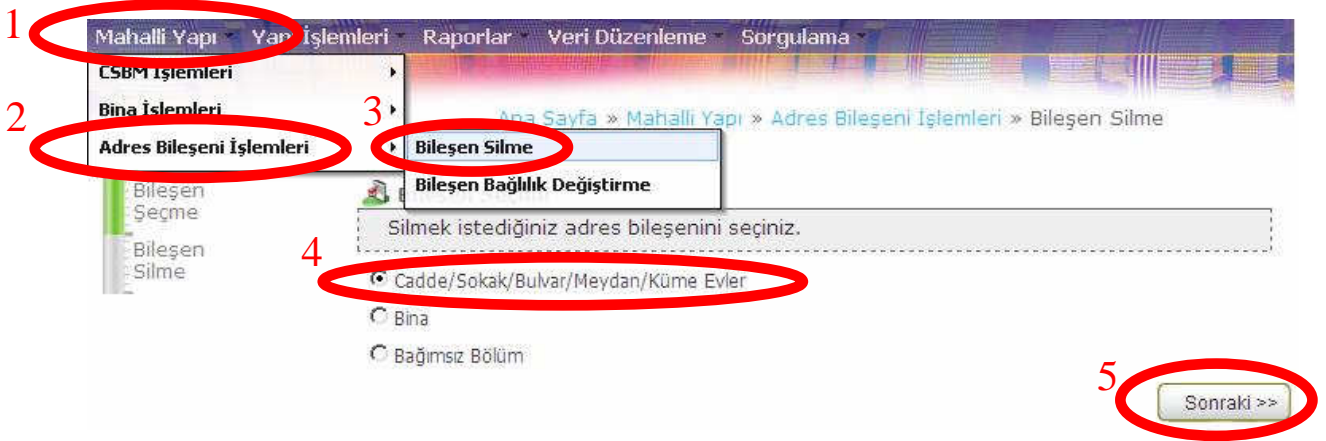 1
Mahalli Yapı Yapı İşlemleri Raporlar Veri Düzenleme Sorgulama
CSBM İşlemleri
2
Bina İşlemleri
3
Ana Sayfa » Mahalli Yapı » Adres Bileşeni İşlemleri » Bileşen Silme
Adres Bileşeni İşlemleri
Bileşen Silme
Bileşen Bağlılık Değiştirme
Bileşen
Seçme
Silmek istediğiniz adres bileşenini seçiniz.
Bileşen
Silme
4
Cadde/Sokak/Bulvar/Meydan/Küme Evler
Bina
Bağımsız Bölüm
5
Sonraki >>